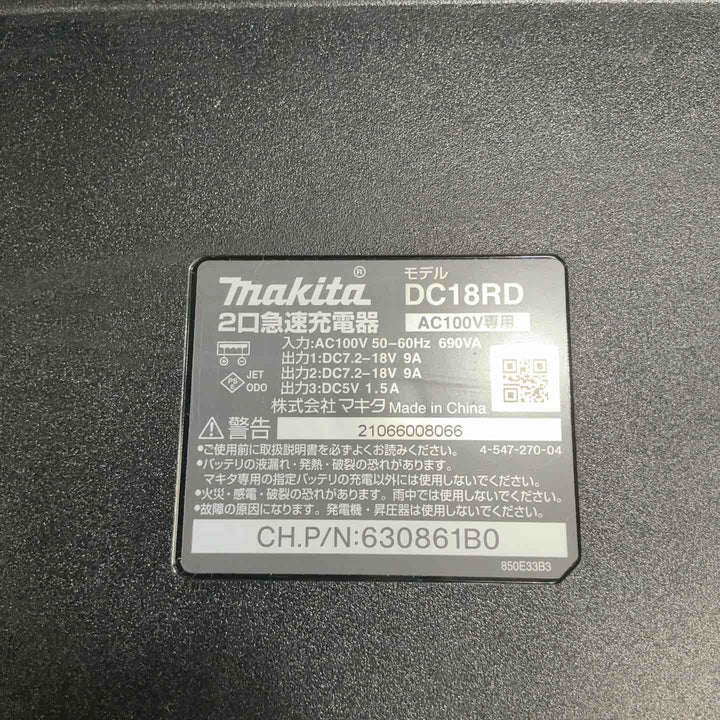 makita® モデル DC18RD
2口急速充電器 AC100V専用
入力:AC100V 50-60Hz 690VA
出力1:DC7.2-18V 9A
出力2:DC7.2-18V 9A
出力3:DC5V 1.5A
PSE JET ODO
株式会社マキタ Made in China
警告 21066008066
•ご使用前に取扱説明書を必ずよくお読みください。 4-547-270-04
•バッテリの液漏れ・発熱・破裂の恐れがあります。
マキタ専用の指定バッテリの充電以外には使用しないでください。
•火災・感電・破裂の恐れがあります。雨中では使用しないでください。
•故障の原因になります。発電機・昇圧器は使用しないでください。
CH.P/N:630861B0
850E33B3